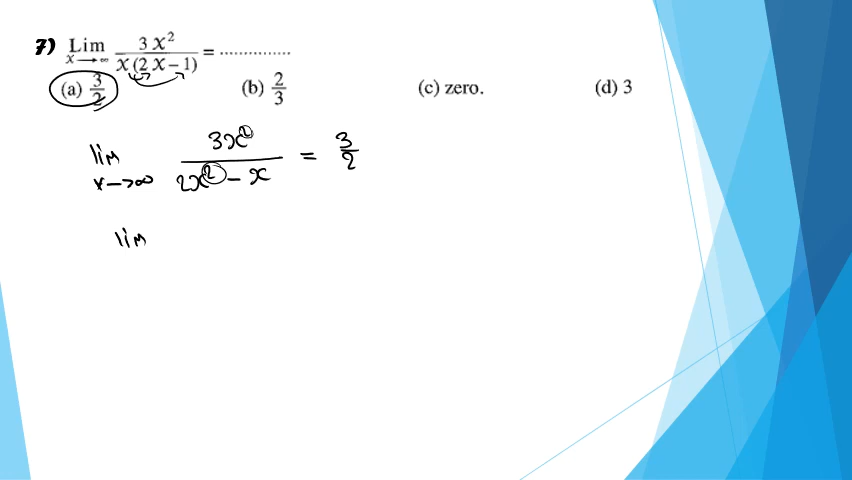 7) Lim x→∞ 3x² / x(2x − 1) = ...............
(a) 3/2 (b) 2/3 (c) zero. (d) 3
lim x→∞ 3x² / 2x² − x = 3/2
lim